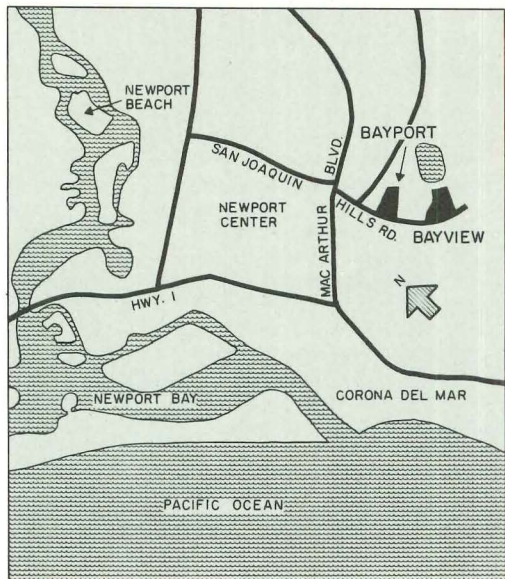 NEWPORT
BEACH
SAN JOAQUIN
BLVD.
BAYPORT
NEWPORT
CENTER
MAC ARTHUR
HILLS RD.
BAYVIEW
N
HWY. 1
NEWPORT BAY
CORONA DEL MAR
PACIFIC OCEAN